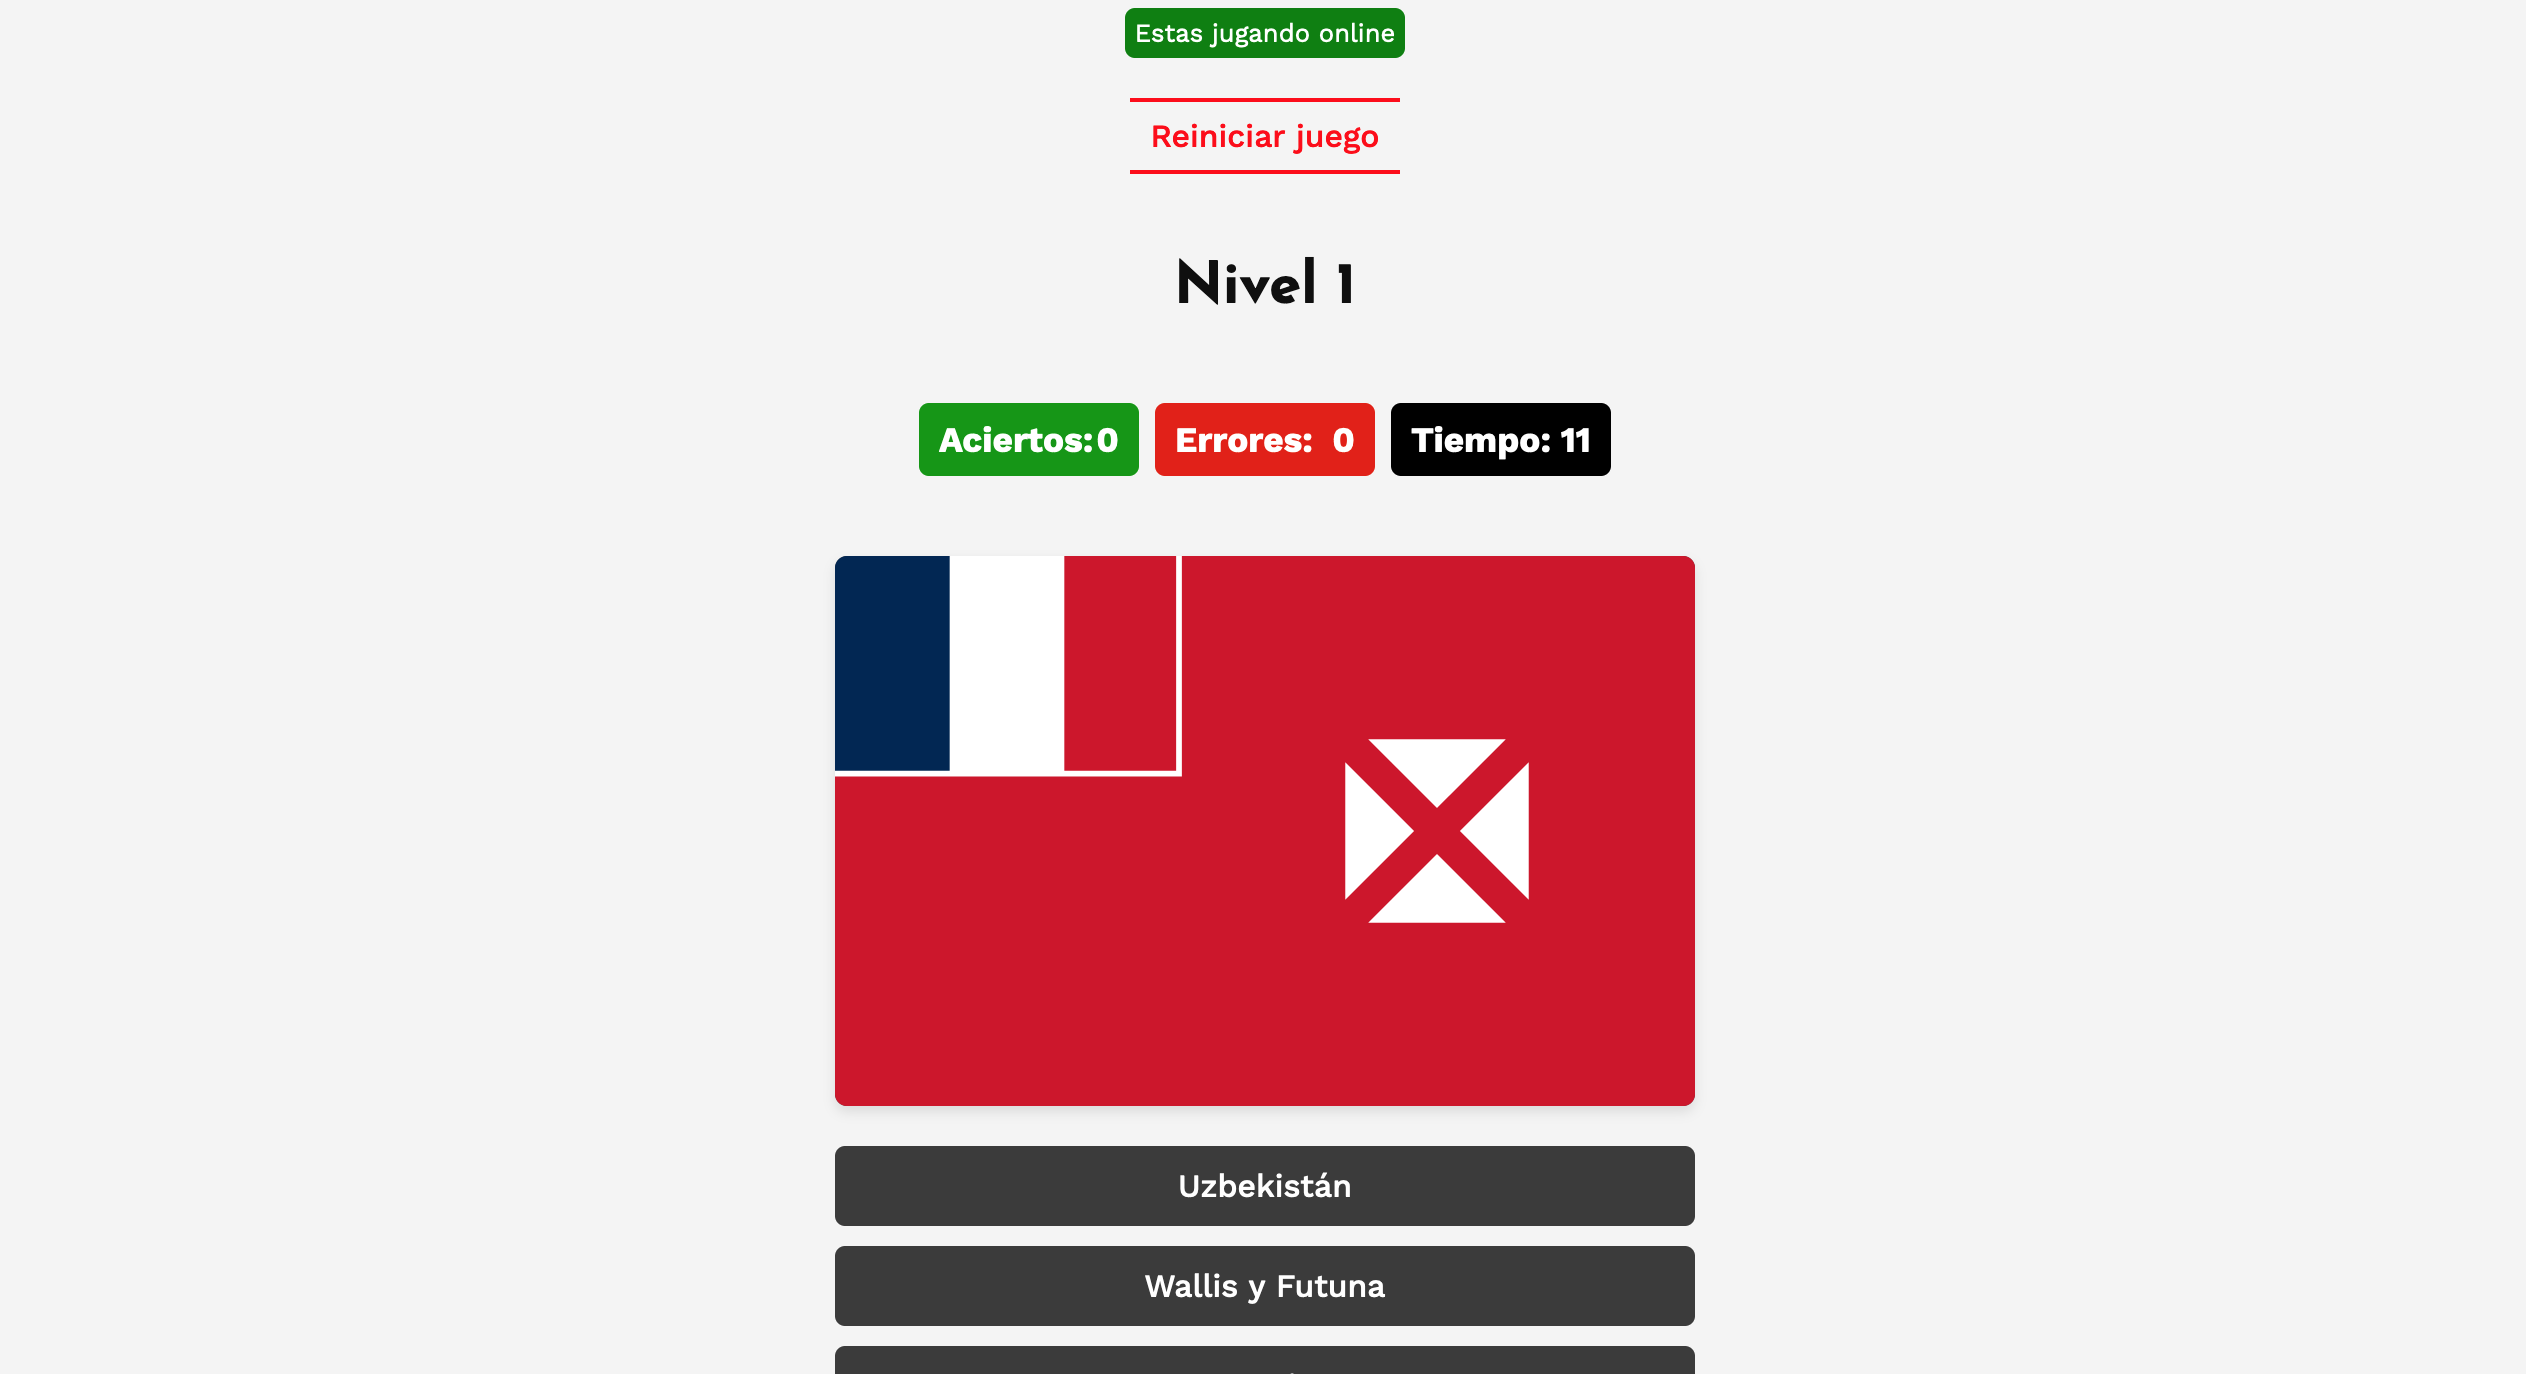 Estas jugando online
Reiniciar juego
Nivel 1
Aciertos: 0
Errores: 0
Tiempo: 11
Uzbekistán
Wallis y Futuna